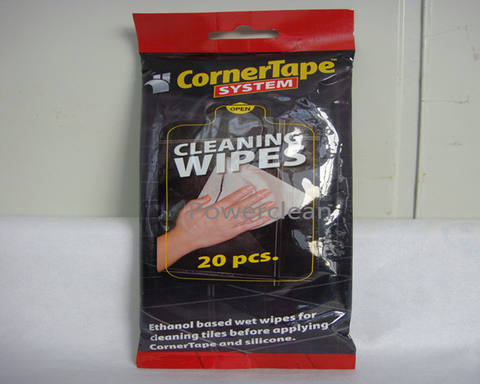 CornerTape™
SYSTEM
OPEN
CLEANING
WIPES
Powerclean
20 pcs.
Ethanol based wet wipes for
cleaning tiles before applying
CornerTape and silicone.